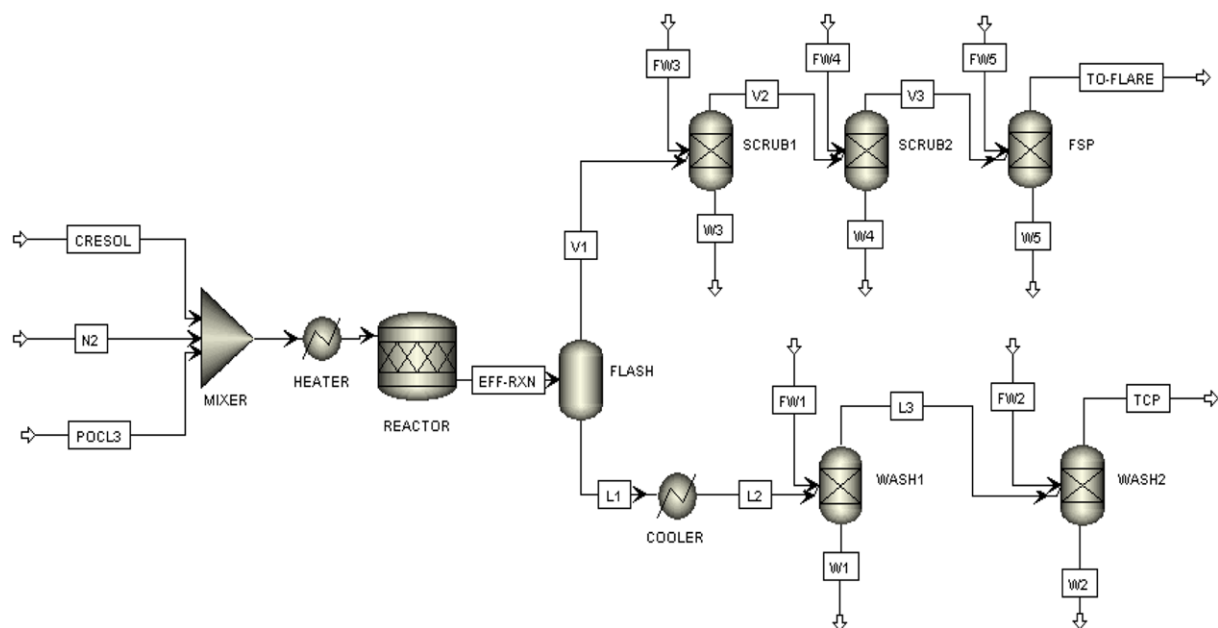 FW3
FW4
FW5
V2
V3
TO-FLARE
SCRUB1
SCRUB2
FSP
W3
W4
W5
V1
CRESOL
N2
POCL3
MIXER
HEATER
REACTOR
EFF-RXN
FLASH
FW1
FW2
L3
TCP
L1
L2
COOLER
WASH1
WASH2
W1
W2